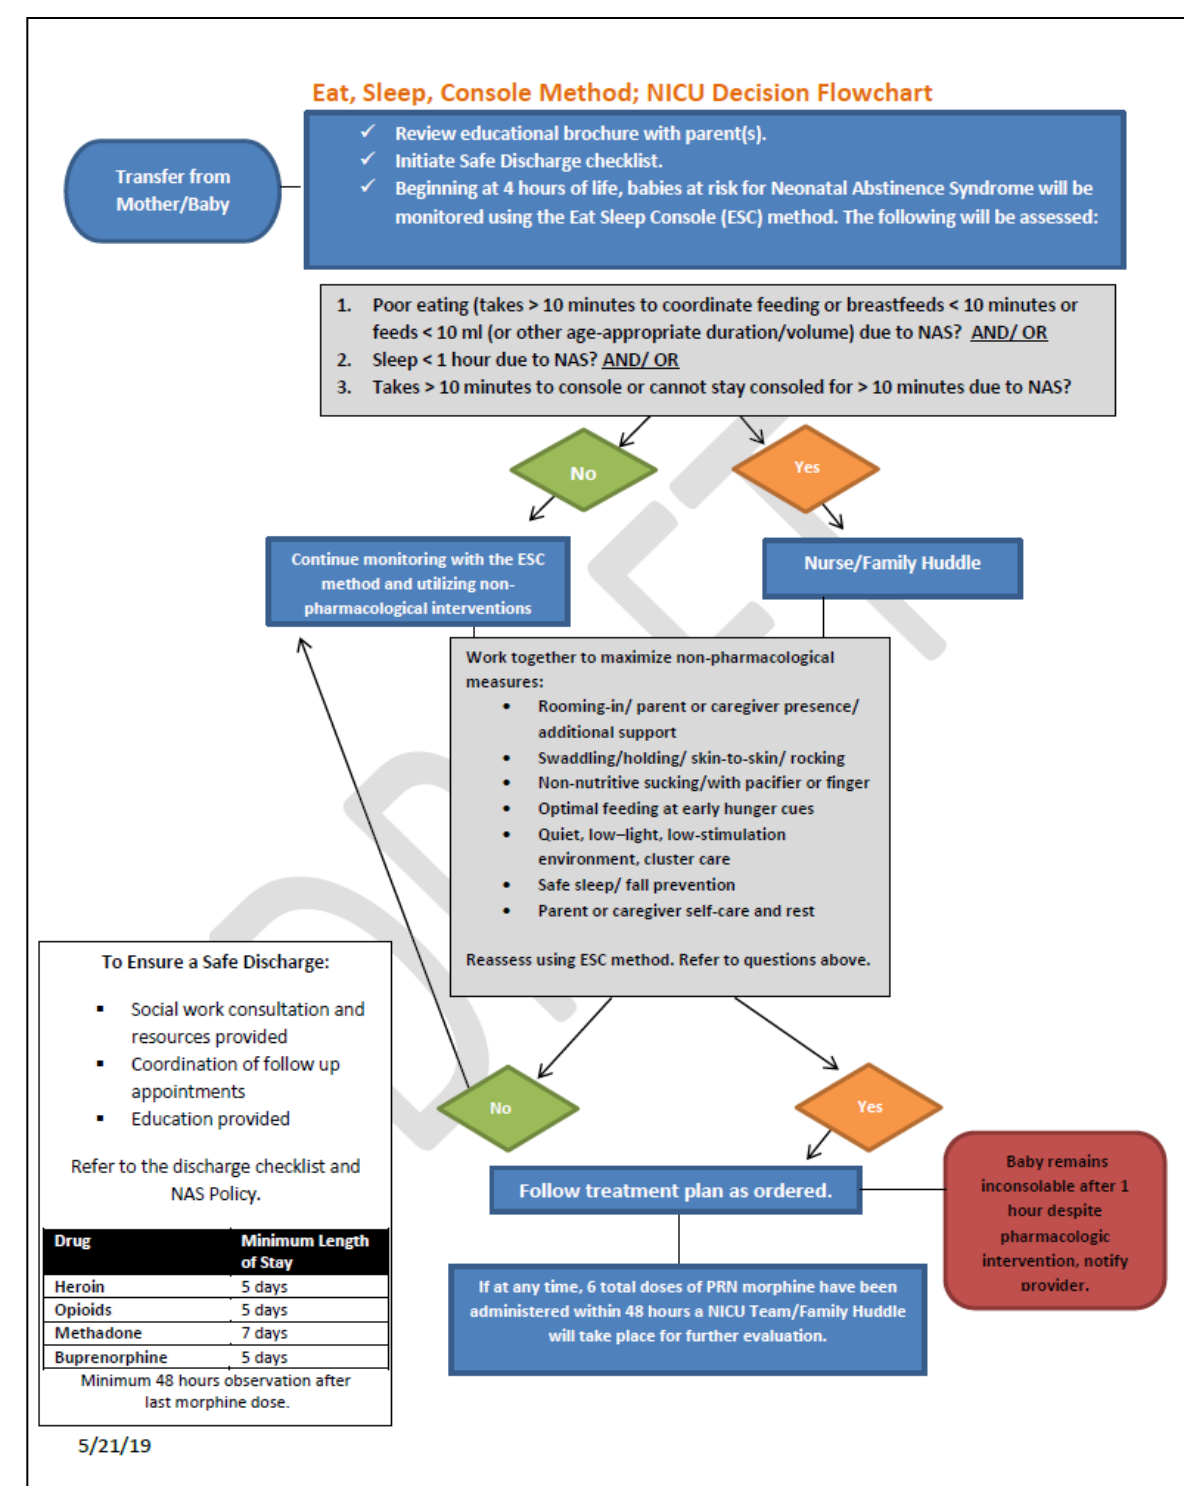 Eat, Sleep, Console Method; NICU Decision Flowchart
Transfer from
Mother/Baby
✓ Review educational brochure with parent(s).
✓ Initiate Safe Discharge checklist.
✓ Beginning at 4 hours of life, babies at risk for Neonatal Abstinence Syndrome will be
monitored using the Eat Sleep Console (ESC) method. The following will be assessed:
1. Poor eating (takes > 10 minutes to coordinate feeding or breastfeeds < 10 minutes or
feeds < 10 ml (or other age-appropriate duration/volume) due to NAS? AND/ OR
2. Sleep < 1 hour due to NAS? AND/ OR
3. Takes > 10 minutes to console or cannot stay consoled for > 10 minutes due to NAS?
No
Yes
Continue monitoring with the ESC
method and utilizing non-
pharmacological interventions
Nurse/Family Huddle
Work together to maximize non-pharmacological
measures:
• Rooming-in/ parent or caregiver presence/
additional support
• Swaddling/holding/ skin-to-skin/ rocking
• Non-nutritive sucking/with pacifier or finger
• Optimal feeding at early hunger cues
• Quiet, low–light, low-stimulation
environment, cluster care
• Safe sleep/ fall prevention
• Parent or caregiver self-care and rest
Reassess using ESC method. Refer to questions above.
No
Yes
Follow treatment plan as ordered.
Baby remains
inconsolable after 1
hour despite
pharmacologic
intervention, notify
provider.
If at any time, 6 total doses of PRN morphine have been
administered within 48 hours a NICU Team/Family Huddle
will take place for further evaluation.
To Ensure a Safe Discharge:
▪ Social work consultation and
resources provided
▪ Coordination of follow up
appointments
▪ Education provided
Refer to the discharge checklist and
NAS Policy.
Drug Minimum Length
of Stay
Heroin 5 days
Opioids 5 days
Methadone 7 days
Buprenorphine 5 days
Minimum 48 hours observation after
last morphine dose.
5/21/19
DRAFT